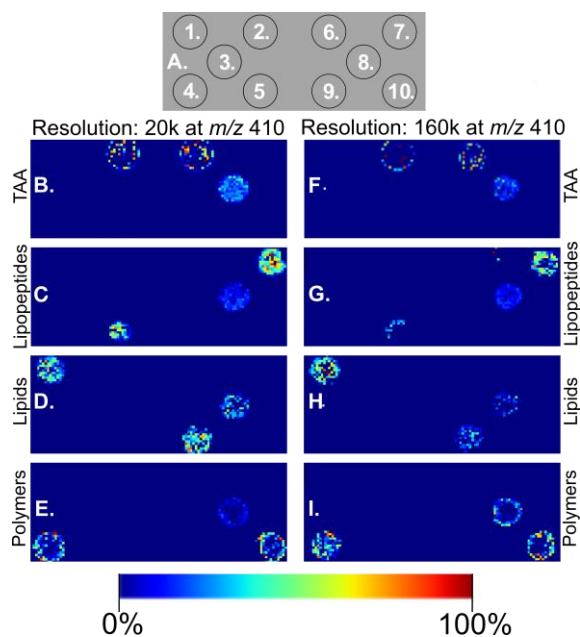 1. 2. 6. 7.
A. 3. 8.
4. 5 9. 10.
Resolution: 20k at m/z 410 Resolution: 160k at m/z 410
TAA B. F. TAA
Lipopeptides C G. Lipopeptides
Lipids D. H. Lipids
Polymers E. I. Polymers
0% 100%